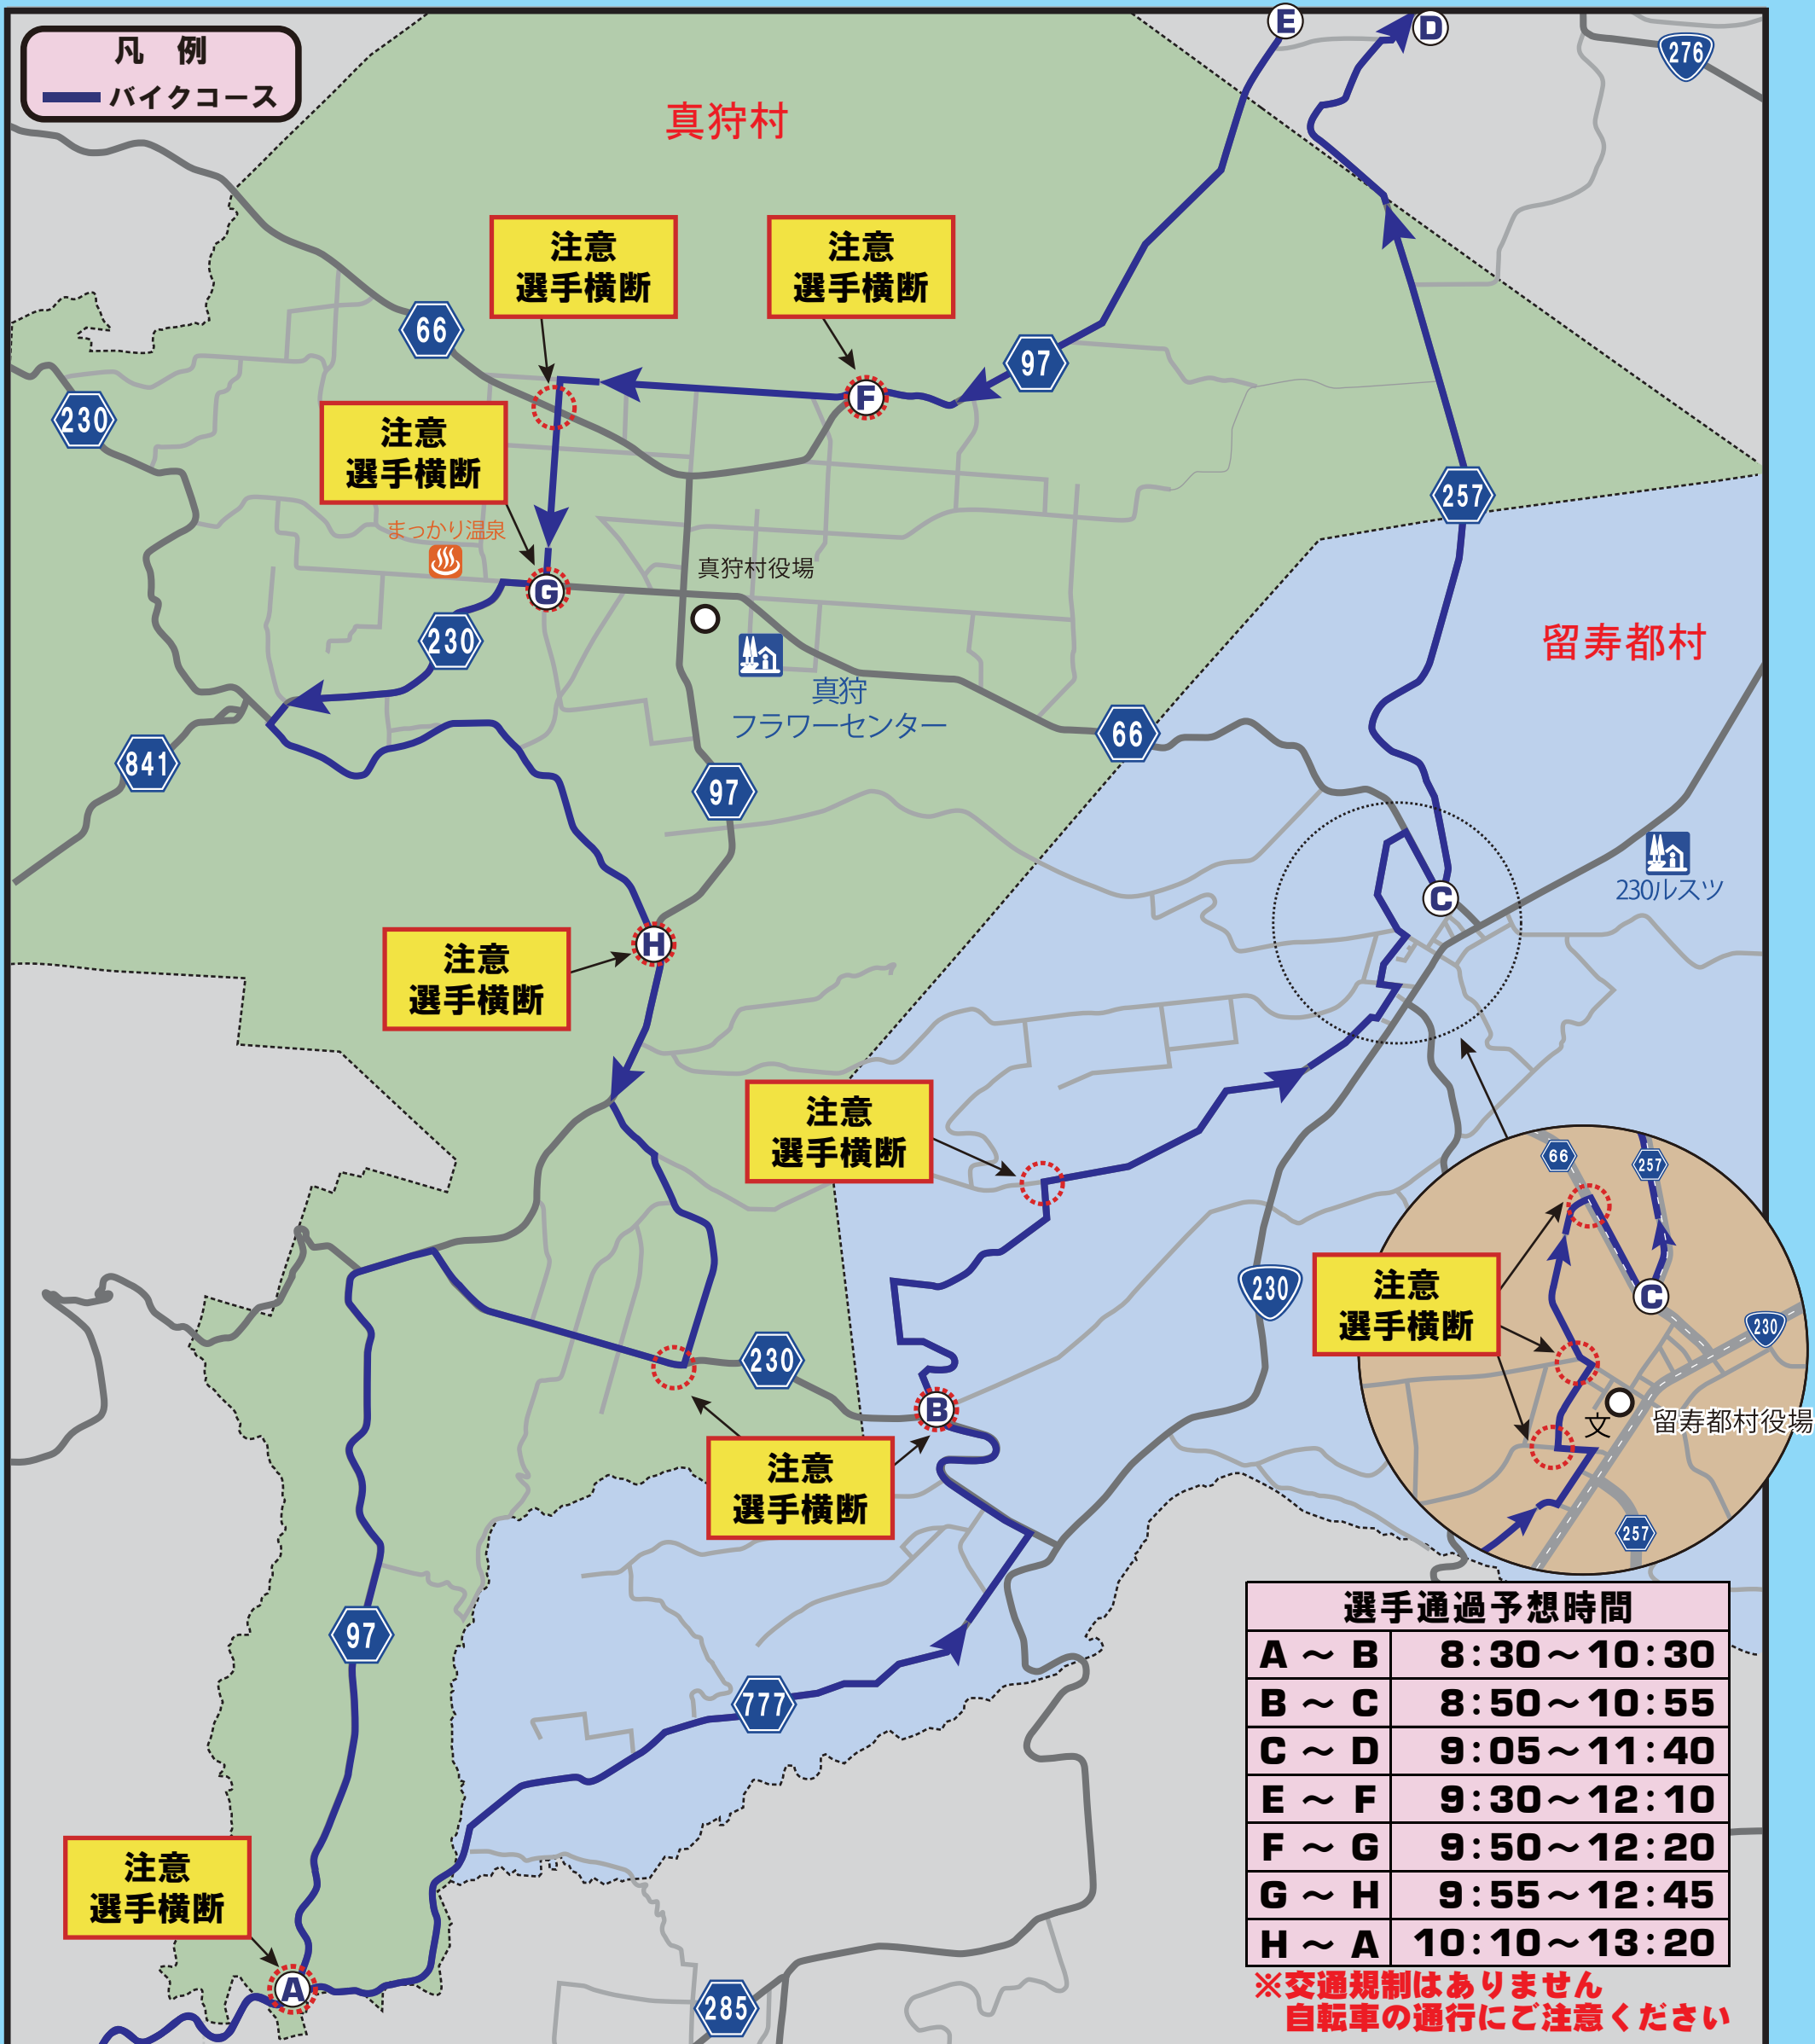 凡 例
バイクコース
E
D
276
真狩村
注意
選手横断
注意
選手横断
66
97
F
230
注意
選手横断
257
まっかり温泉
G
真狩村役場
230
留寿都村
真狩
フラワーセンター
66
841
97
C
230ルスツ
H
注意
選手横断
注意
選手横断
66
257
230
注意
選手横断
C
230
230
B
文
留寿都村役場
注意
選手横断
257
97
777
選手通過予想時間
A ～ B 8:30～10:30
B ～ C 8:50～10:55
C ～ D 9:05～11:40
E ～ F 9:30～12:10
F ～ G 9:50～12:20
G ～ H 9:55～12:45
H ～ A 10:10～13:20
※交通規制はありません
自転車の通行にご注意ください
注意
選手横断
A
285